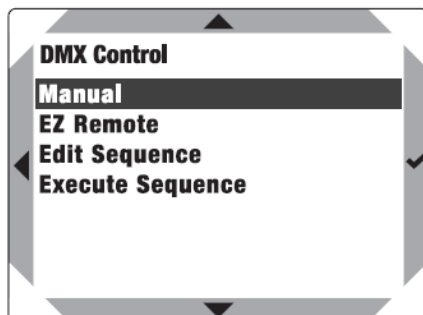 DMX Control
Manual
EZ Remote
Edit Sequence
Execute Sequence